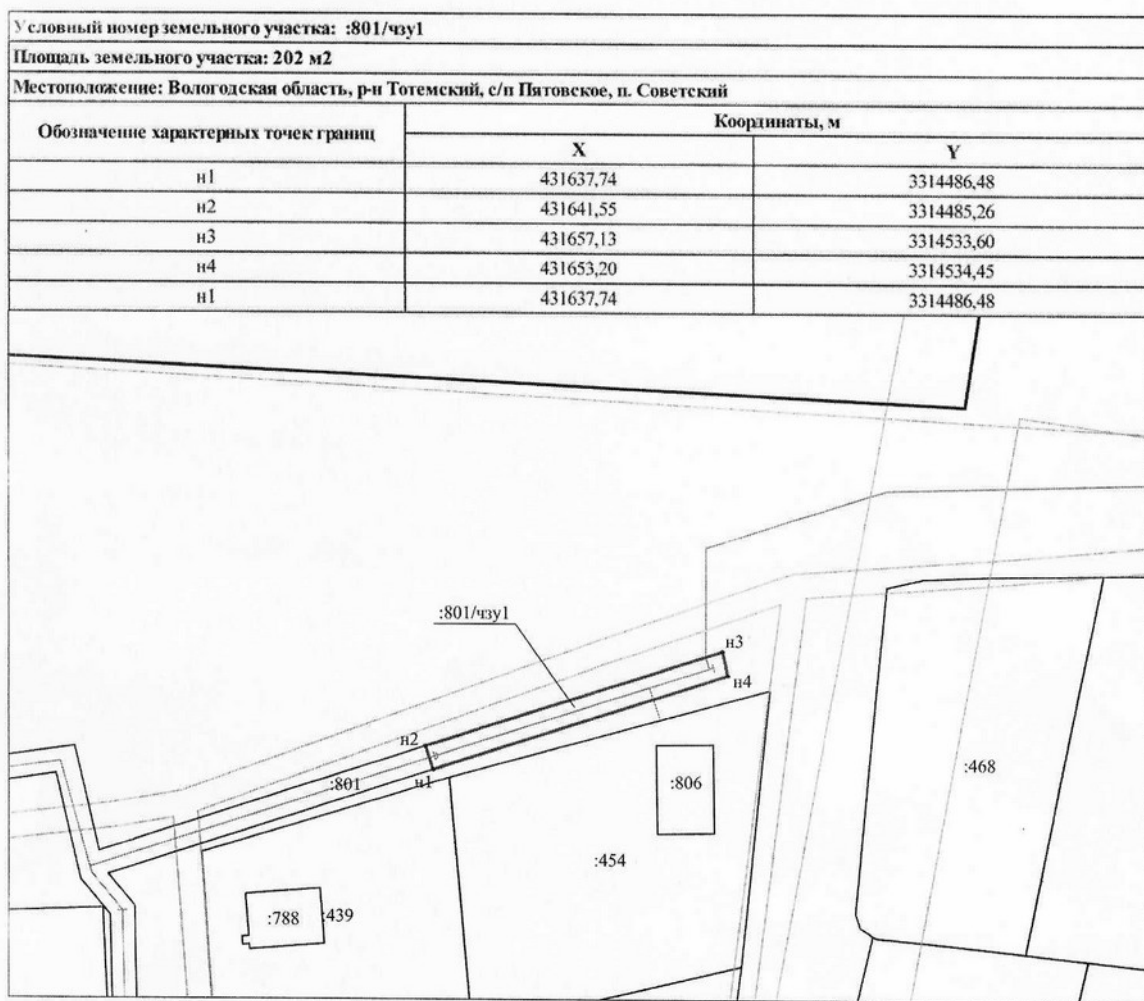 Условный номер земельного участка: :801/чзу1
Площадь земельного участка: 202 м2
Местоположение: Вологодская область, р-н Тотемский, с/п Пятовское, п. Советский
Обозначение характерных точек границ
Координаты, м
X Y
н1 431637,74 3314486,48
н2 431641,55 3314485,26
н3 431657,13 3314533,60
н4 431653,20 3314534,45
н1 431637,74 3314486,48
:801/чзу1
н3
н4
н2
н1
:801
:806
:468
:454
:788
:439